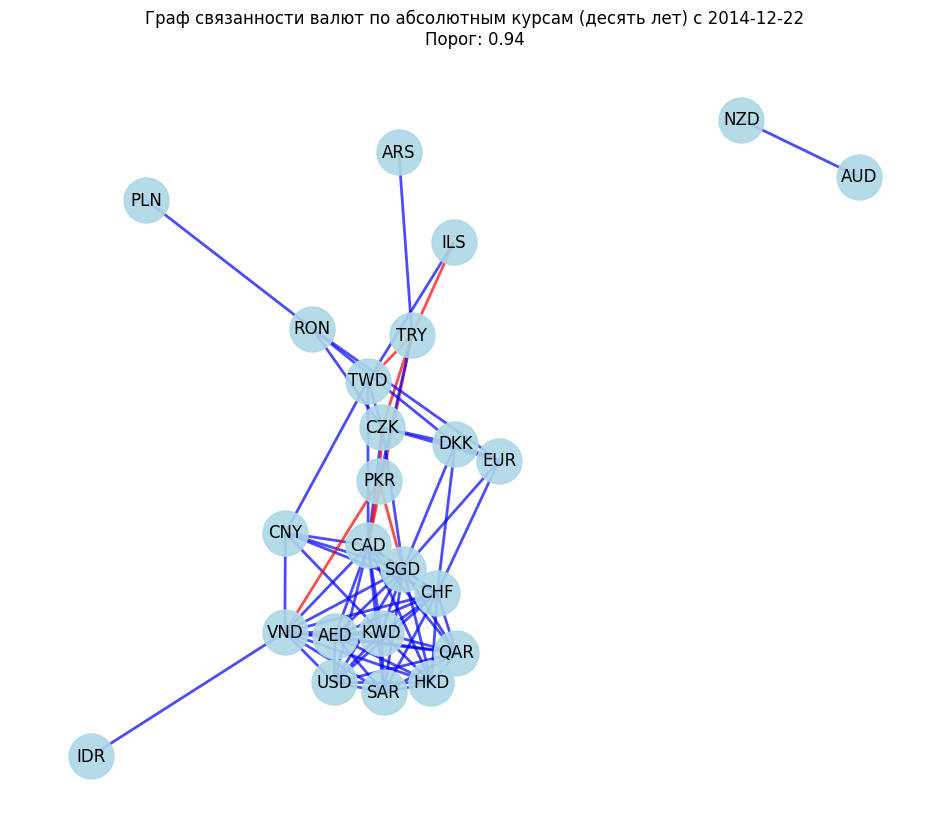 Граф связанности валют по абсолютным курсам (десять лет) с 2014-12-22
Порог: 0.94
NZD
ARS
AUD
PLN
ILS
RON
TRY
TWD
CZK
DKK
EUR
PKR
CNY
CAD
SGD
CHF
VND
AED
KWD
QAR
USD
SAR
HKD
IDR